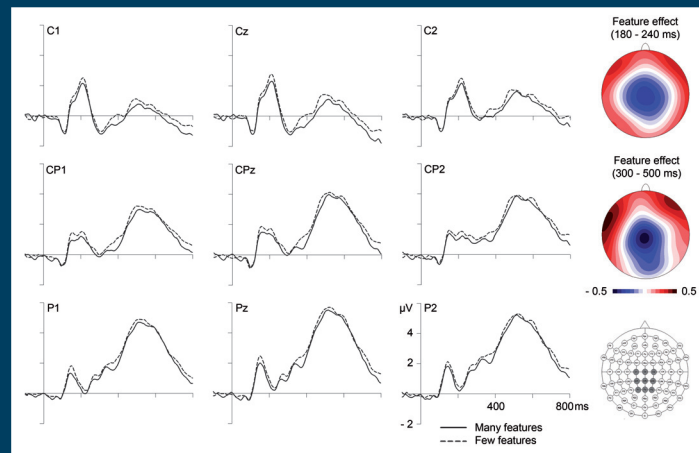 C1
Cz
C2
Feature effect
(180 - 240 ms)
CP1
CPz
CP2
Feature effect
(300 - 500 ms)
- 0.5
0.5
P1
Pz
µV
P2
4
2
- 2
400
800ms
Many features
Few features